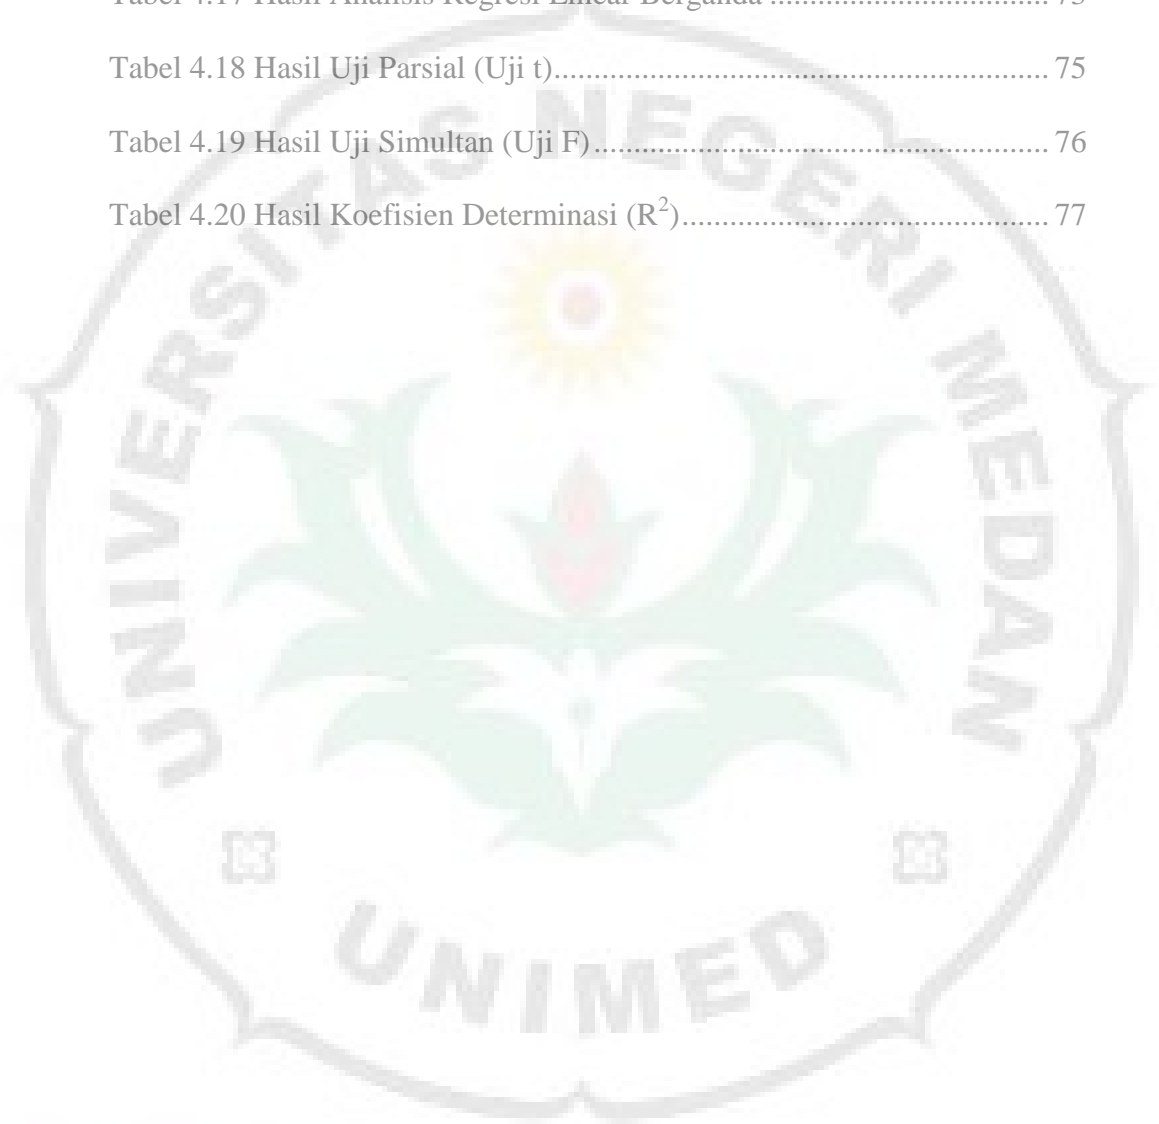 Tabel 4.17 Hasil Analisis Regresi Linear Berganda ................................... 73
Tabel 4.18 Hasil Uji Parsial (Uji t).............................................................. 75
Tabel 4.19 Hasil Uji Simultan (Uji F)......................................................... 76
Tabel 4.20 Hasil Koefisien Determinasi (R²).............................................. 77
UNIVERSITAS NEGERI MEDAN
UNIMED